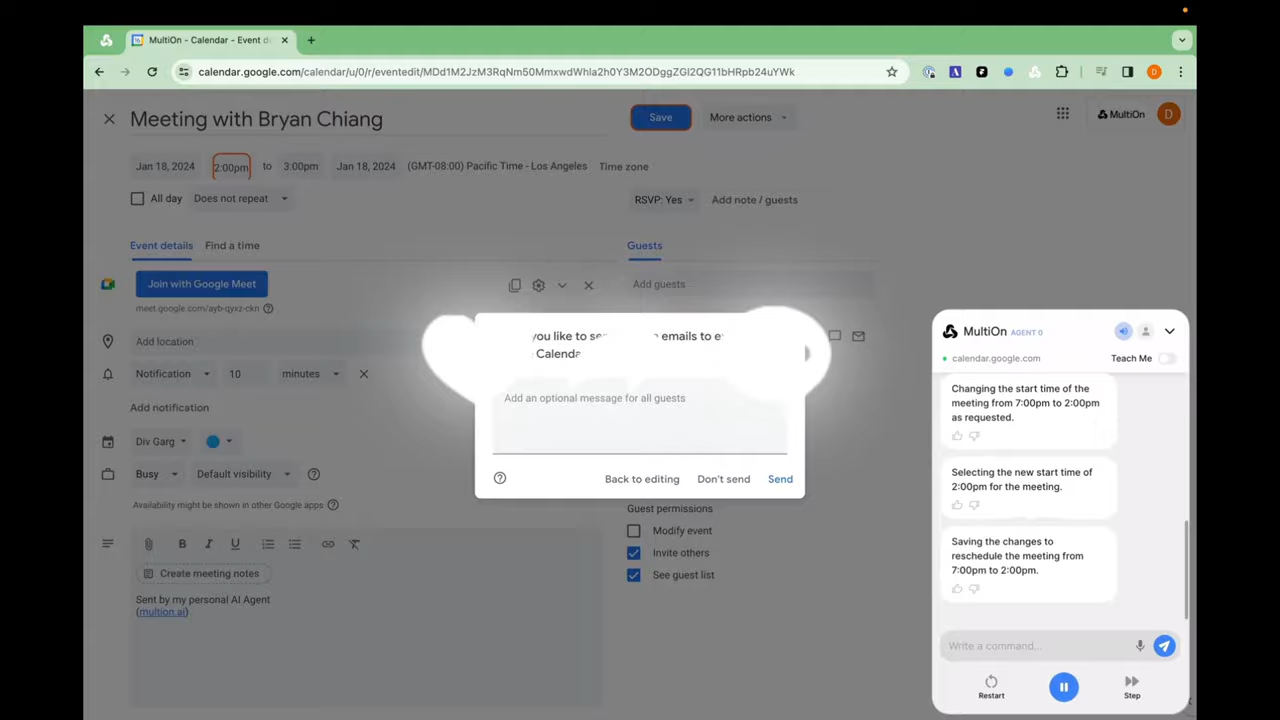 MultiOn - Calendar - Event de
calendar.google.com/calendar/u/0/r/eventedit/
D
Meeting with Bryan Chiang
Save
More actions
MultiOn
D
Jan 18, 2024 2:00pm to 3:00pm Jan 18, 2024 (GMT-08:00) Pacific Time - Los Angeles Time zone
All day Does not repeat
RSVP: Yes Add note / guests
Event details Find a time
Guests
Join with Google Meet
Add guests
meet.google.com/ayb-qyxz-ckn
Add location
you like to emails to
Notification 10 minutes
Add an optional message for all guests
Add notification
Div Garg
Busy Default visibility
Back to editing Don't send Send
Availability might be shown in other Google apps
Guest permissions
Modify event
Invite others
See guest list
B I U
Create meeting notes
Sent by my personal AI Agent
(multion.ai)
MultiOn AGENT 0
calendar.google.com Teach Me
Changing the start time of the
meeting from 7:00pm to 2:00pm
as requested.
Selecting the new start time of
2:00pm for the meeting.
Saving the changes to
reschedule the meeting from
7:00pm to 2:00pm.
Write a command...
Restart Step